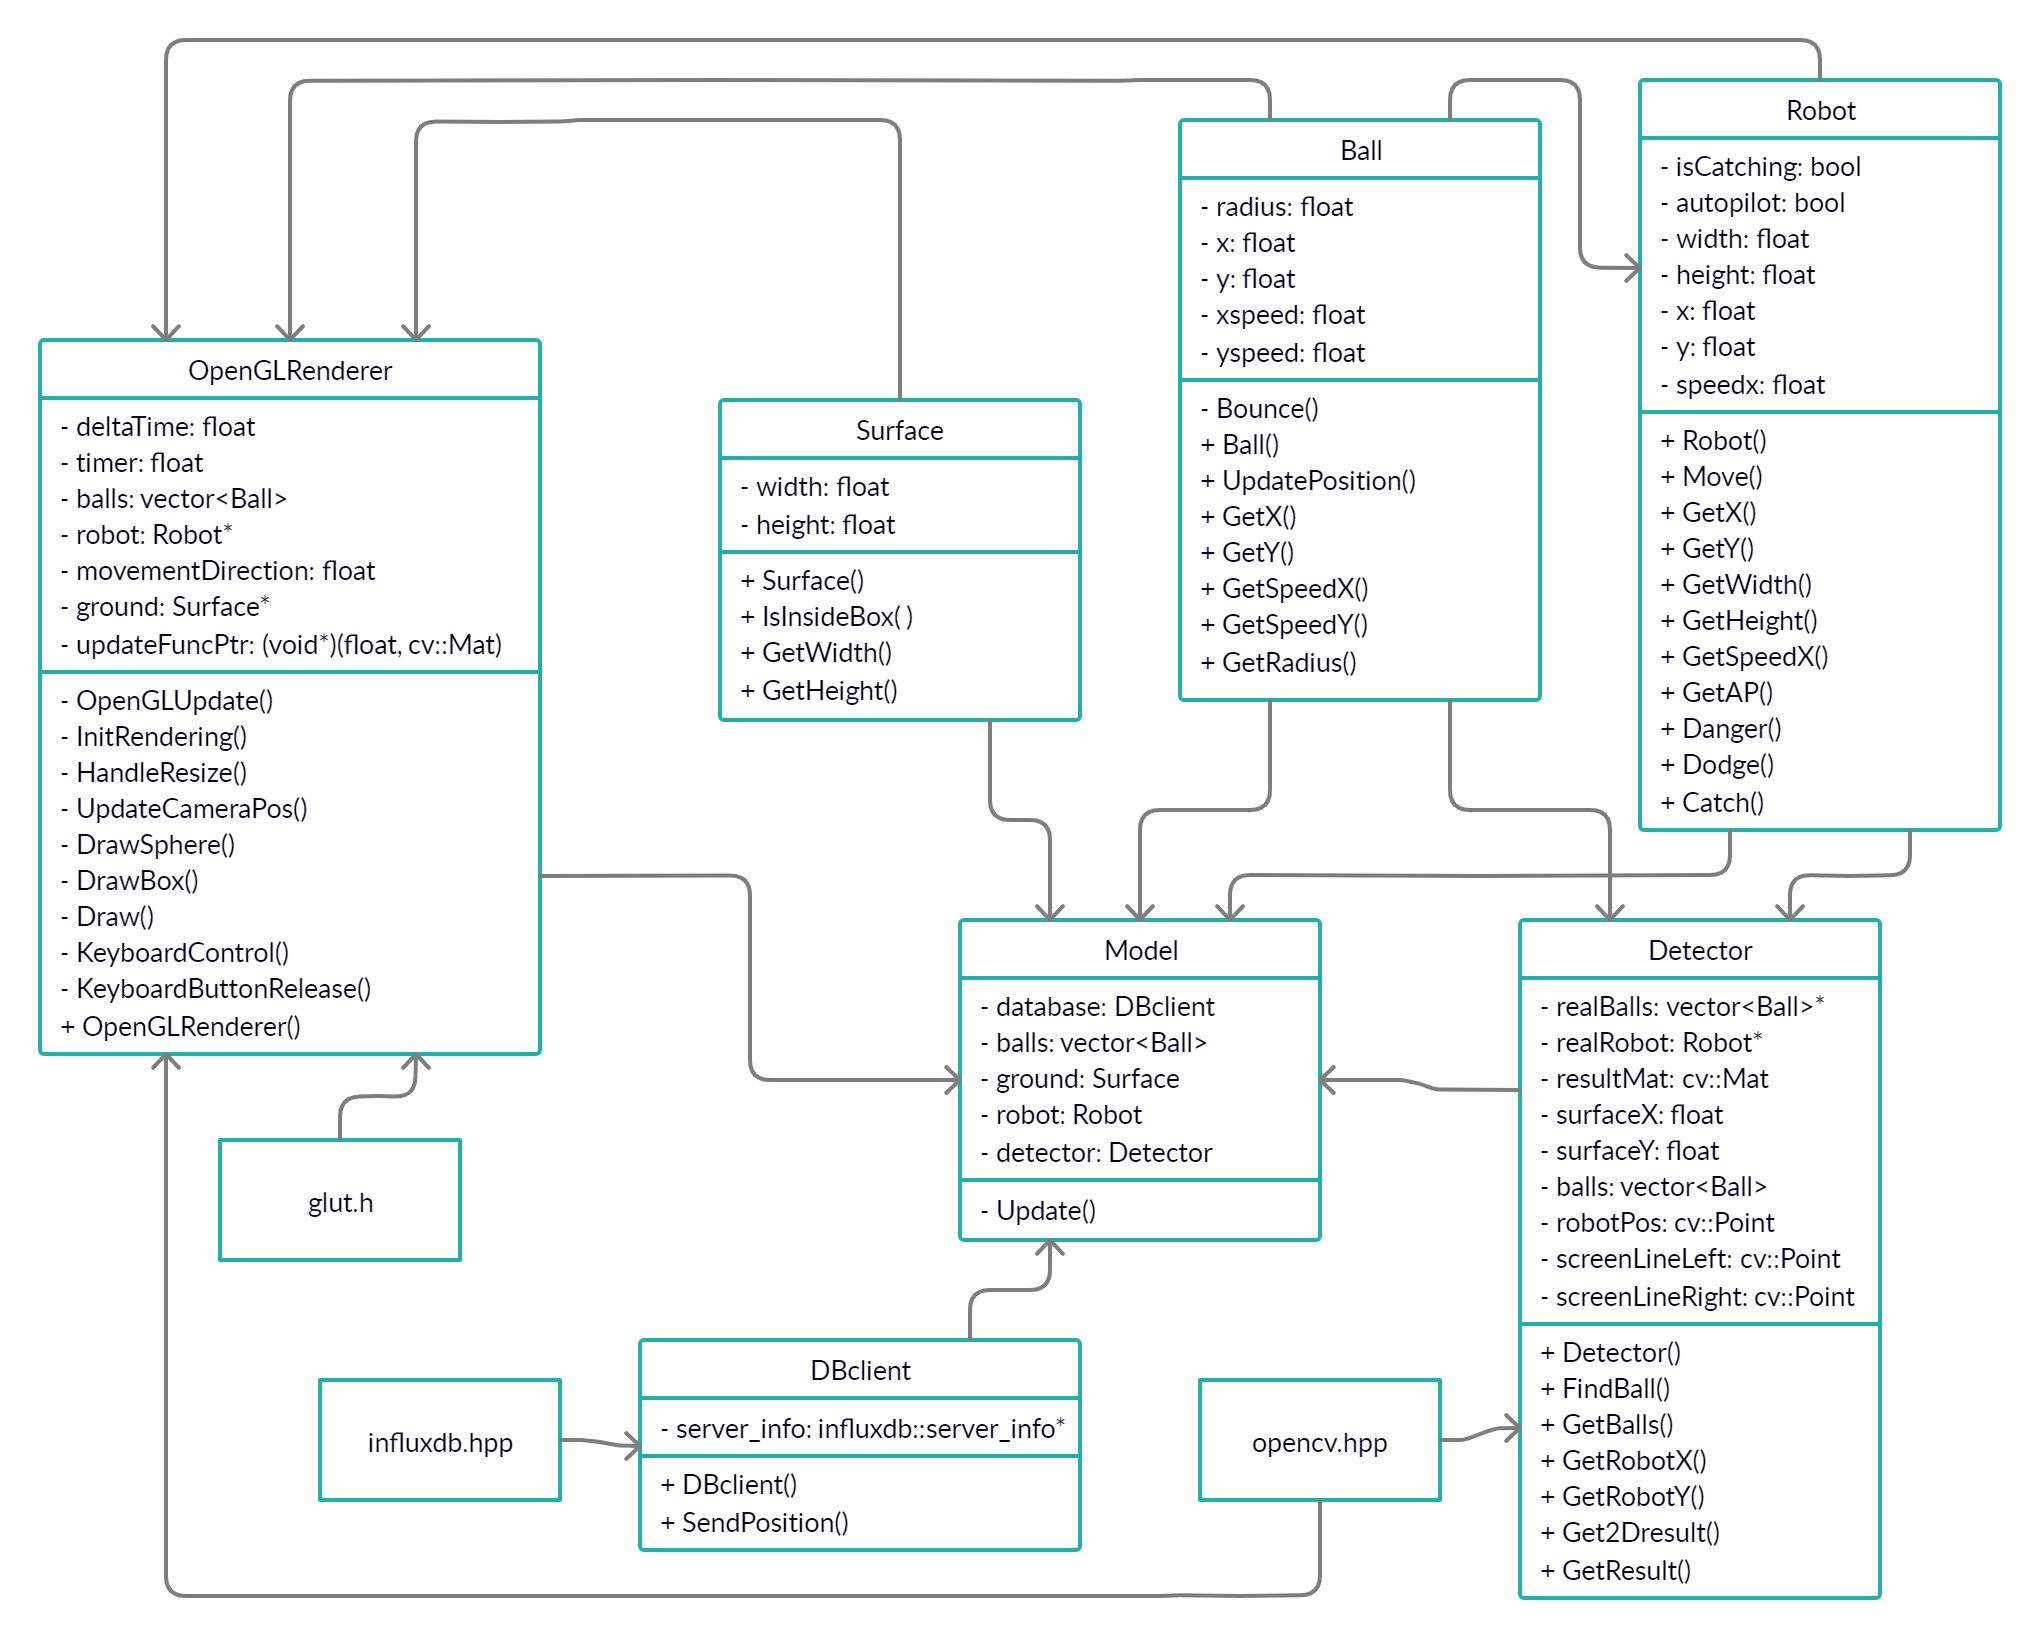 Robot
- isCatching: bool
- autopilot: bool
- width: float
- height: float
- x: float
- y: float
- speedx: float
+ Robot()
+ Move()
+ GetX()
+ GetY()
+ GetWidth()
+ GetHeight()
+ GetSpeedX()
+ GetAP()
+ Danger()
+ Dodge()
+ Catch()
Ball
- radius: float
- x: float
- y: float
- xspeed: float
- yspeed: float
- Bounce()
+ Ball()
+ UpdatePosition()
+ GetX()
+ GetY()
+ GetSpeedX()
+ GetSpeedY()
+ GetRadius()
OpenGLRenderer
- deltaTime: float
- timer: float
- balls: vector<Ball>
- robot: Robot*
- movementDirection: float
- ground: Surface*
- updateFuncPtr: (void*)(float, cv::Mat)
- OpenGLUpdate()
- InitRendering()
- HandleResize()
- UpdateCameraPos()
- DrawSphere()
- DrawBox()
- Draw()
- KeyboardControl()
- KeyboardButtonRelease()
+ OpenGLRenderer()
Surface
- width: float
- height: float
+ Surface()
+ IsInsideBox( )
+ GetWidth()
+ GetHeight()
Model
- database: DBclient
- balls: vector<Ball>
- ground: Surface
- robot: Robot
- detector: Detector
- Update()
Detector
- realBalls: vector<Ball>*
- realRobot: Robot*
- resultMat: cv::Mat
- surfaceX: float
- surfaceY: float
- balls: vector<Ball>
- robotPos: cv::Point
- screenLineLeft: cv::Point
- screenLineRight: cv::Point
+ Detector()
+ FindBall()
+ GetBalls()
+ GetRobotX()
+ GetRobotY()
+ Get2Dresult()
+ GetResult()
glut.h
influxdb.hpp
DBclient
- server_info: influxdb::server_info*
+ DBclient()
+ SendPosition()
opencv.hpp